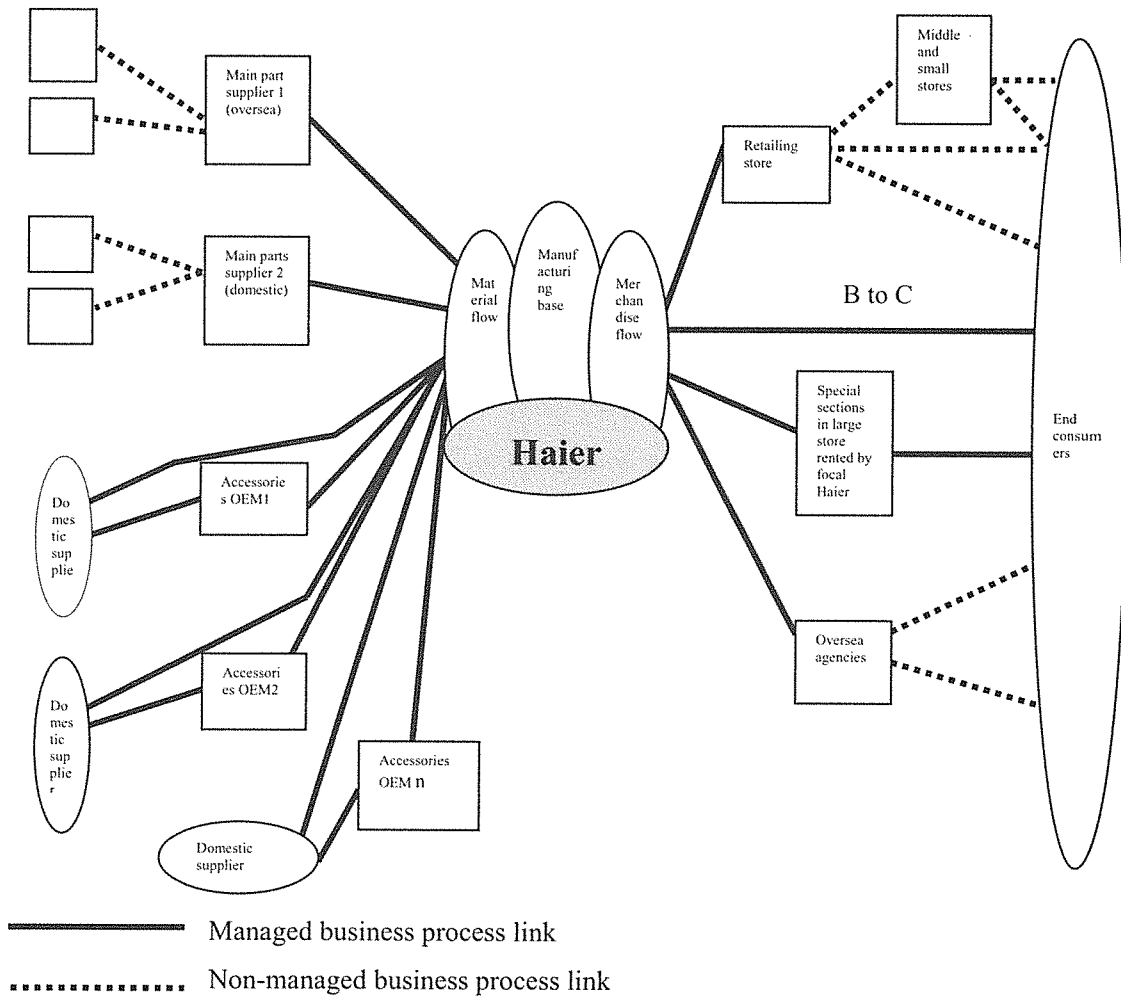 Main part
supplier 1
(oversea)
Main parts
supplier 2
(domestic)
Do
mes
tic
sup
plie
Accessorie
s OEM1
Do
mes
tic
sup
plie
r
Accessori
es OEM2
Accessories
OEM n
Domestic
supplier
Mat
erial
flow
Manuf
acturi
ng
base
Mer
chan
dise
flow
Haier
Middle
and
small
stores
Retailing
store
B to C
Special
sections
in large
store
rented by
focal
Haier
Oversea
agencies
End
consum
ers
Managed business process link
Non-managed business process link